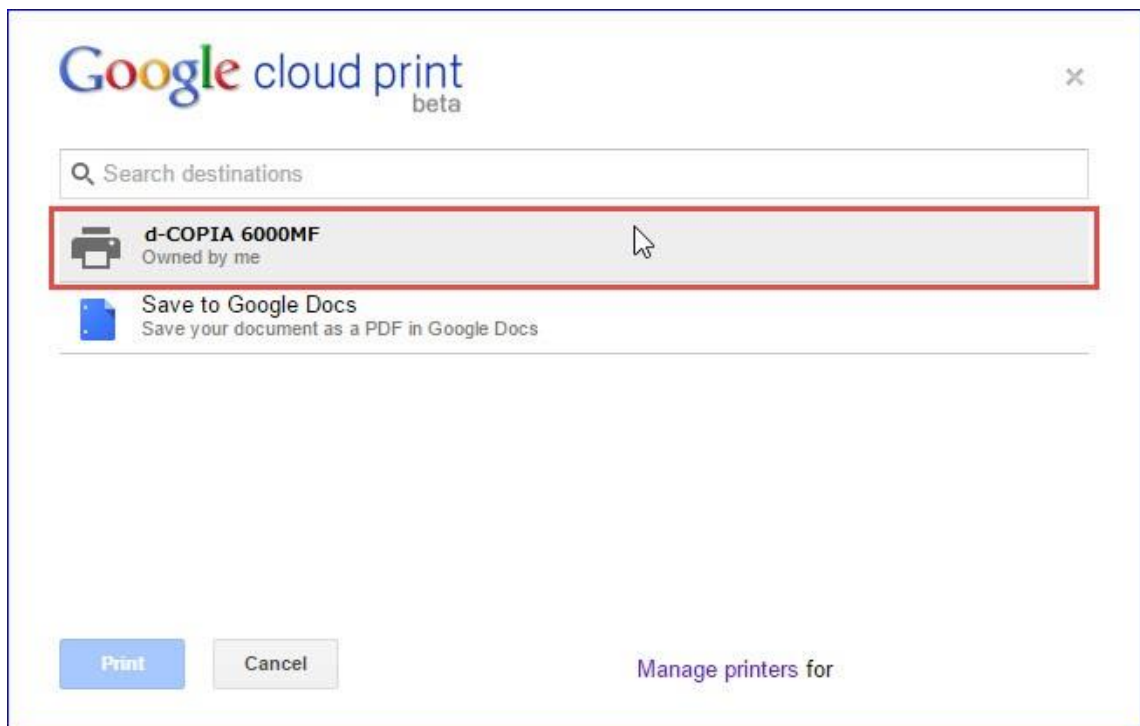 Google cloud print
beta
Search destinations
d-COPIA 6000MF
Owned by me
Save to Google Docs
Save your document as a PDF in Google Docs
Print
Cancel
Manage printers for